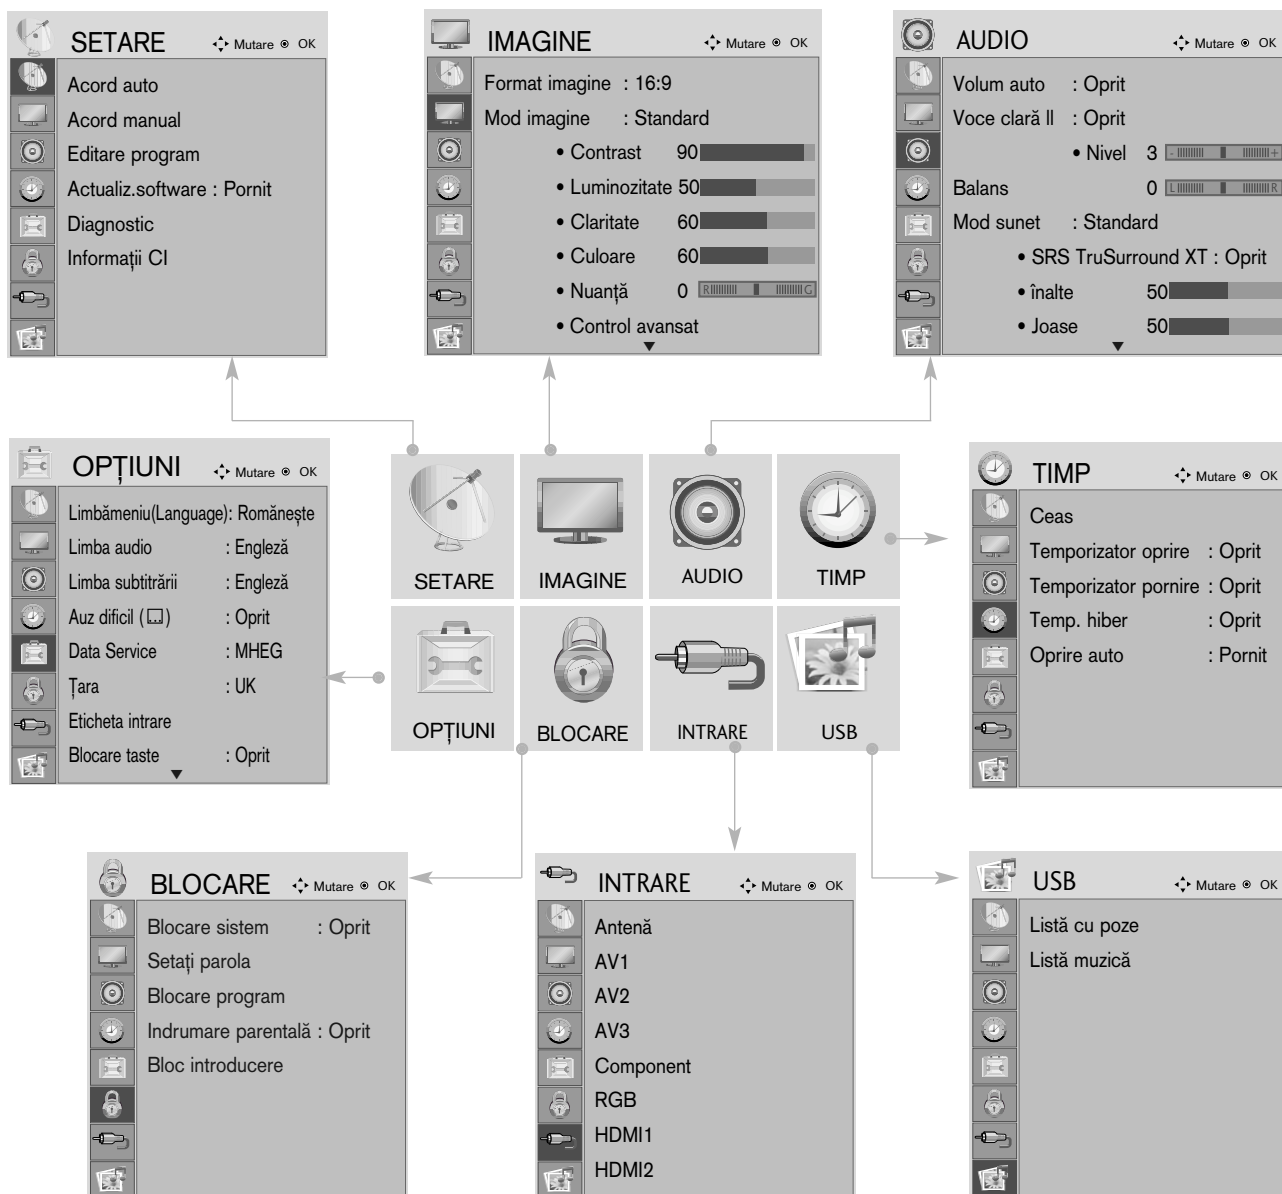 SETARE
Mutare OK
Acord auto
Acord manual
Editare program
Actualiz.software : Pornit
Diagnostic
Informaţii CI
IMAGINE
Mutare OK
Format imagine : 16:9
Mod imagine : Standard
• Contrast 90
• Luminozitate 50
• Claritate 60
• Culoare 60
• Nuanţă 0 R G
• Control avansat
AUDIO
Mutare OK
Volum auto : Oprit
Voce clară II : Oprit
• Nivel 3 - +
Balans 0 L R
Mod sunet : Standard
• SRS TruSurround XT : Oprit
• înalte 50
• Joase 50
OPŢIUNI
Mutare OK
Limbămeniu(Language): Românește
Limba audio : Engleză
Limba subtitrării : Engleză
Auz dificil ( ) : Oprit
Data Service : MHEG
Ţara : UK
Eticheta intrare
Blocare taste : Oprit
SETARE
IMAGINE
AUDIO
TIMP
OPŢIUNI
BLOCARE
INTRARE
USB
TIMP
Mutare OK
Ceas
Temporizator oprire : Oprit
Temporizator pornire : Oprit
Temp. hiber : Oprit
Oprire auto : Pornit
BLOCARE
Mutare OK
Blocare sistem : Oprit
Setaţi parola
Blocare program
Indrumare parentală : Oprit
Bloc introducere
INTRARE
Mutare OK
Antenă
AV1
AV2
AV3
Component
RGB
HDMI1
HDMI2
USB
Mutare OK
Listă cu poze
Listă muzică